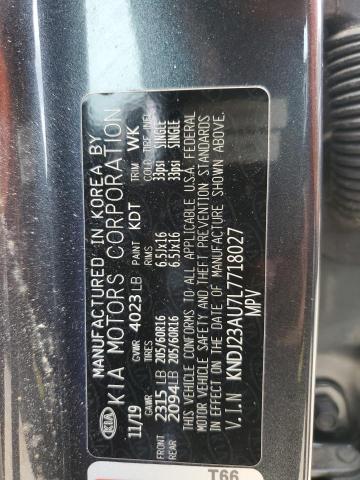 MANUFACTURED IN KOREA BY
KIA KIA MOTORS CORPORATION
11/19 GVWR 4023 LB PAINT KDT TRIM WK
GAWR TIRES RIMS COLD TIRE INFL
FRONT 2315 LB 205/60R16 6.5Jx16 33psi SINGLE
REAR 2094 LB 205/60R16 6.5Jx16 33psi SINGLE
THIS VEHICLE CONFORMS TO ALL APPLICABLE U.S.A. FEDERAL
MOTOR VEHICLE SAFETY AND THEFT PREVENTION STANDARDS
IN EFFECT ON THE DATE OF MANUFACTURE SHOWN ABOVE.
V.I.N KNDJ23AU7L7718027
MPV
T66